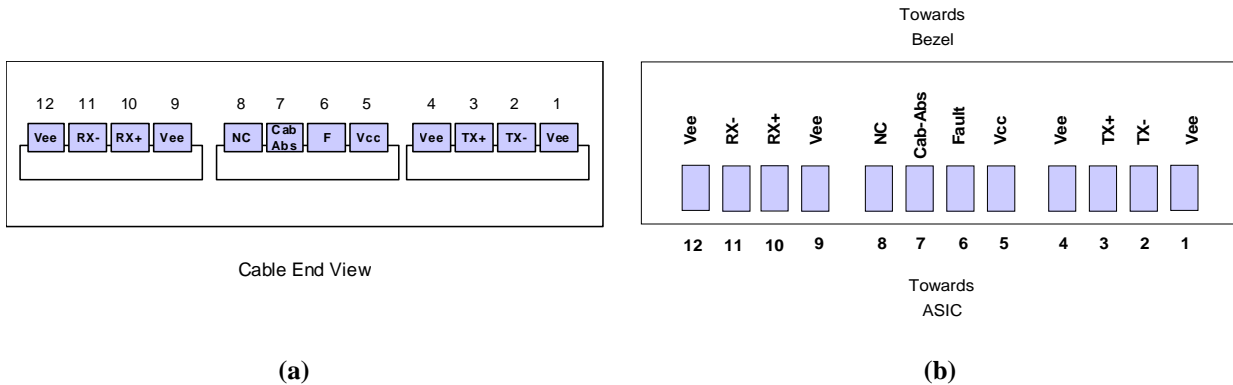 12 11 10 9 8 7 6 5 4 3 2 1
Vee RX- RX+ Vee NC Cab Abs F Vcc Vee TX+ TX- Vee
Cable End View
(a)
Towards
Bezel
Vee RX- RX+ Vee NC Cab-Abs Fault Vcc Vee TX+ TX- Vee
12 11 10 9 8 7 6 5 4 3 2 1
Towards
ASIC
(b)